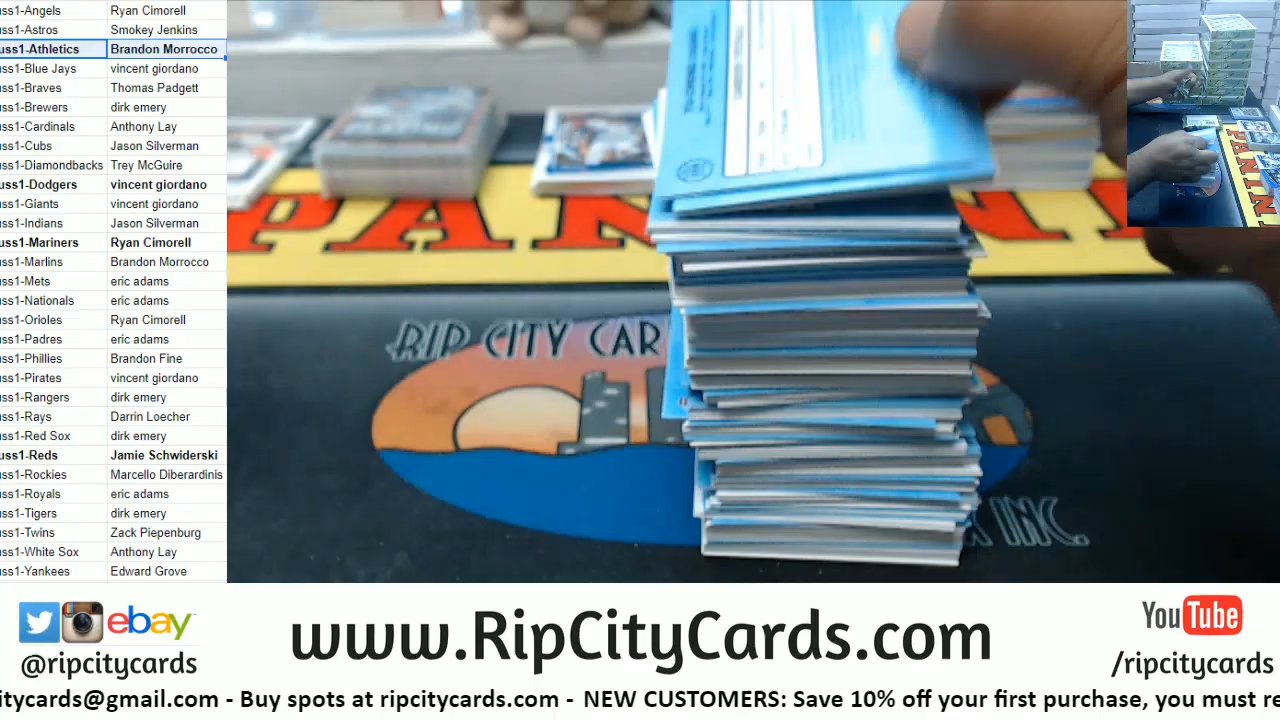 uss1-Angels Ryan Cimorell
uss1-Astros Smokey Jenkins
uss1-Athletics Brandon Morrocco
uss1-Blue Jays vincent giordano
uss1-Braves Thomas Padgett
uss1-Brewers dirk emery
uss1-Cardinals Anthony Lay
uss1-Cubs Jason Silverman
uss1-Diamondbacks Trey McGuire
uss1-Dodgers vincent giordano
uss1-Giants vincent giordano
uss1-Indians Jason Silverman
uss1-Mariners Ryan Cimorell
uss1-Marlins Brandon Morrocco
uss1-Mets eric adams
uss1-Nationals eric adams
uss1-Orioles Ryan Cimorell
uss1-Padres eric adams
uss1-Phillies Brandon Fine
uss1-Pirates vincent giordano
uss1-Rangers dirk emery
uss1-Rays Darrin Loecher
uss1-Red Sox dirk emery
uss1-Reds Jamie Schwiderski
uss1-Rockies Marcello Diberardinis
uss1-Royals eric adams
uss1-Tigers dirk emery
uss1-Twins Zack Piepenburg
uss1-White Sox Anthony Lay
uss1-Yankees Edward Grove
PANINI
RIP CITY CAR
INC.
ebay
@ripcitycards
www.RipCityCards.com
YouTube
/ripcitycards
citycards@gmail.com - Buy spots at ripcitycards.com - NEW CUSTOMERS: Save 10% off your first purchase, you must re